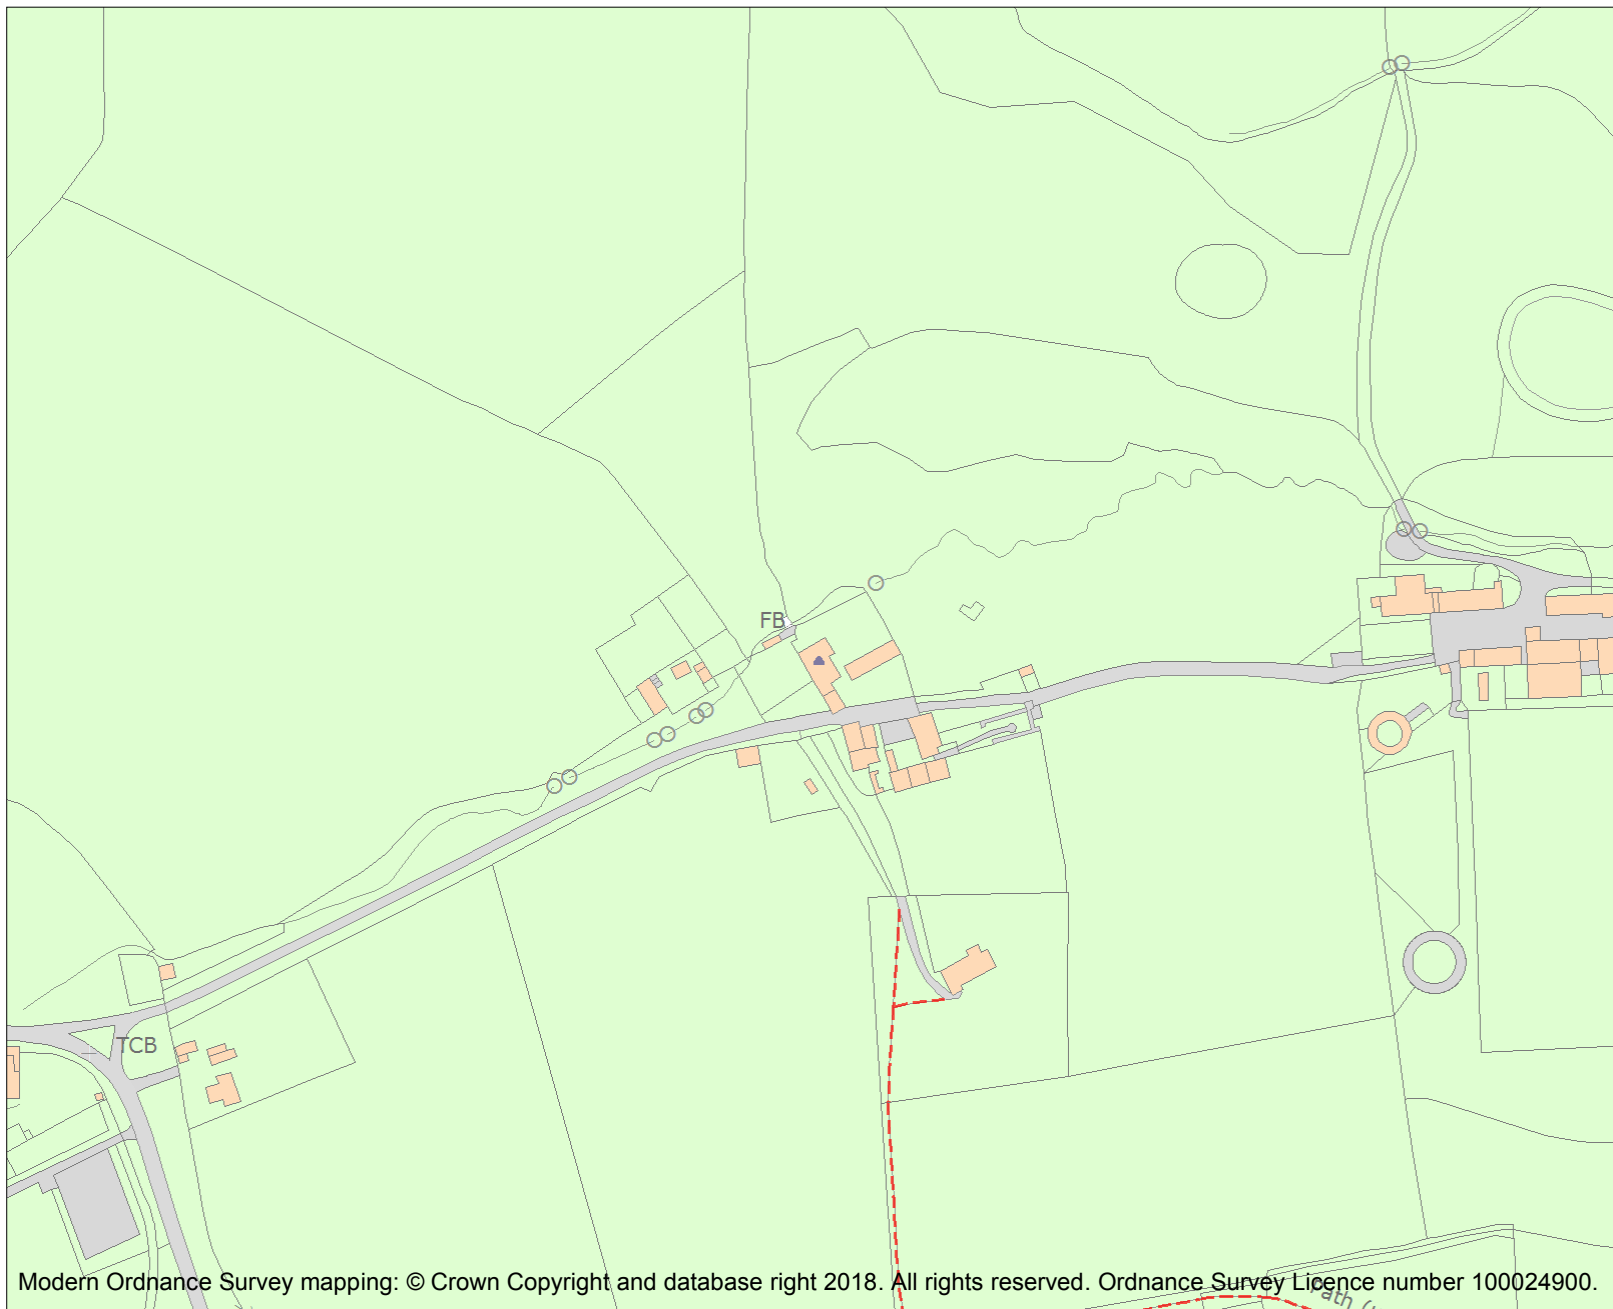 FB
TCB
Path (
Modern Ordnance Survey mapping: © Crown Copyright and database right 2018. All rights reserved. Ordnance Survey Licence number 100024900.